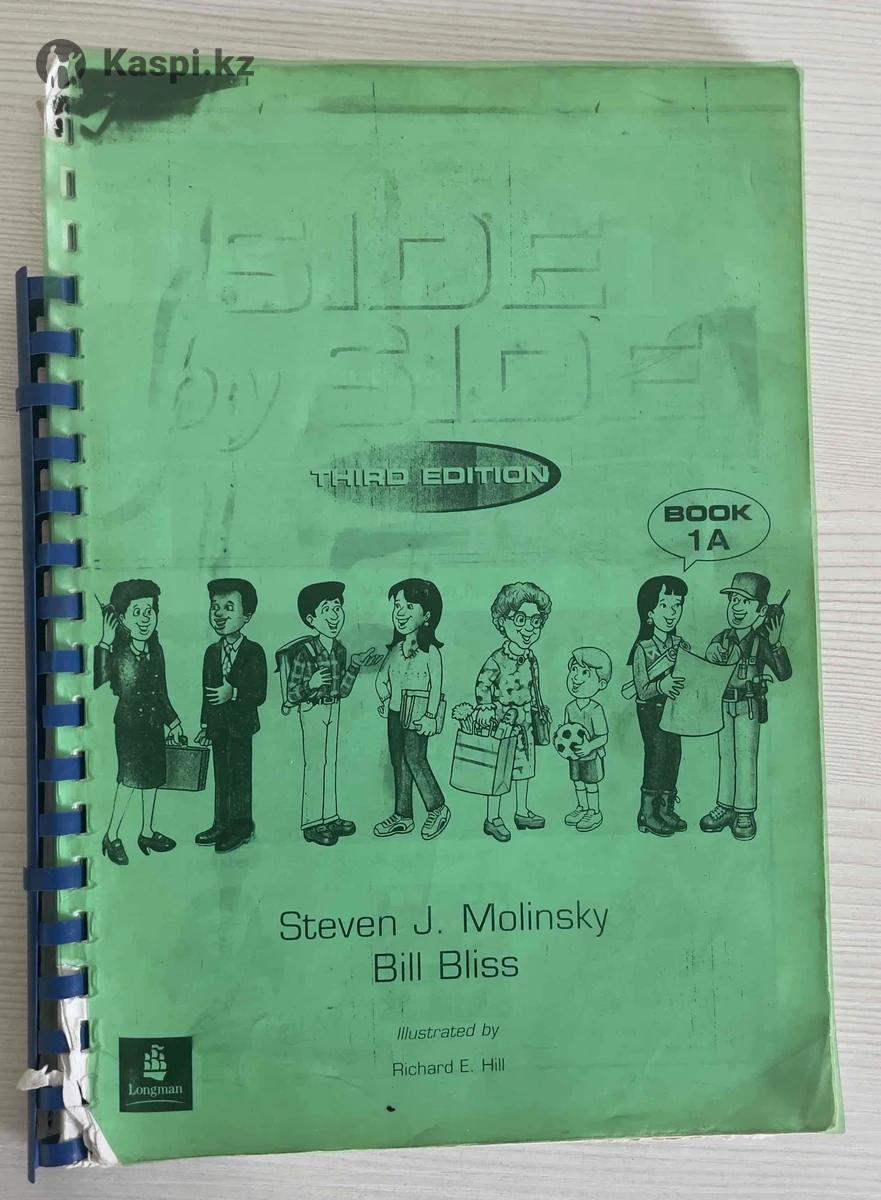 Kaspi.kz
SIDE
by SIDE
THIRD EDITION
BOOK
1A
Steven J. Molinsky
Bill Bliss
Illustrated by
Richard E. Hill
Longman